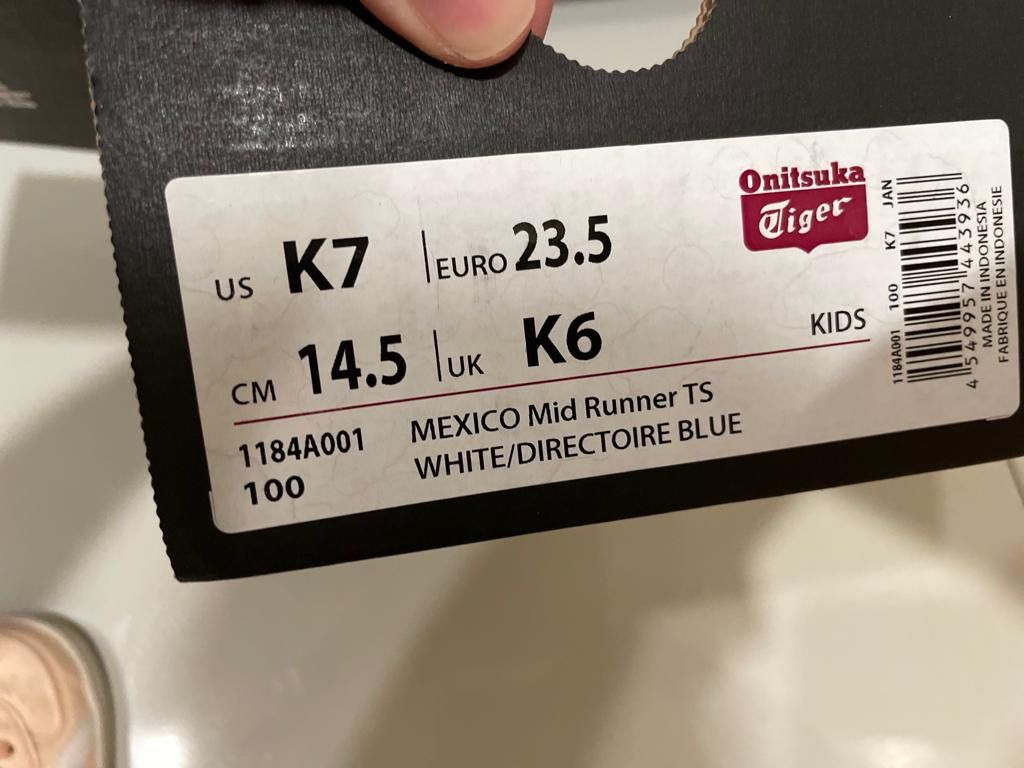 Onitsuka
Tiger
US K7 EURO 23.5
CM 14.5 UK K6 KIDS
1184A001 MEXICO Mid Runner TS
100 WHITE/DIRECTOIRE BLUE
1184A001 100 K7 JAN
4 549957 443936
MADE IN INDONESIA
FABRIQUE EN INDONESIE